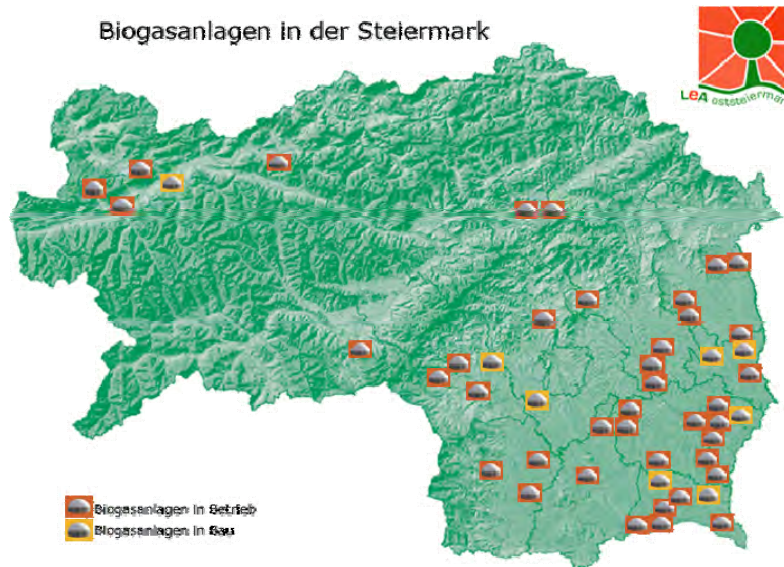 Biogasanlagen in der Steiermark
LeA oststeiermark
Biogasanlagen in Betrieb
Biogasanlagen in Bau